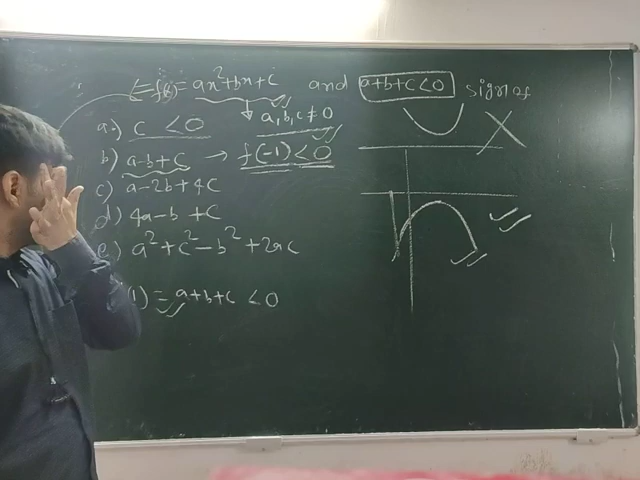 f(x) = ax²+bx+c and a+b+c<0 sign of
a,b,c ≠ 0
a) c < 0
b) a-b+c → f(-1) < 0
c) a-2b+4c
d) 4a-b+c
e) a²+c²-b²+2ac
(1) = a+b+c < 0